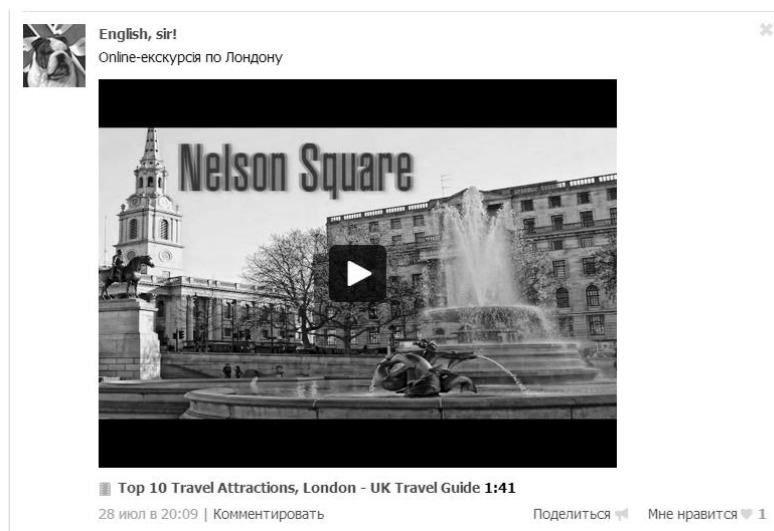 English, sir!
Online-екскурсія по Лондону
Nelson Square
Top 10 Travel Attractions, London - UK Travel Guide 1:41
28 июл в 20:09 | Комментировать Поделиться Мне нравится 1